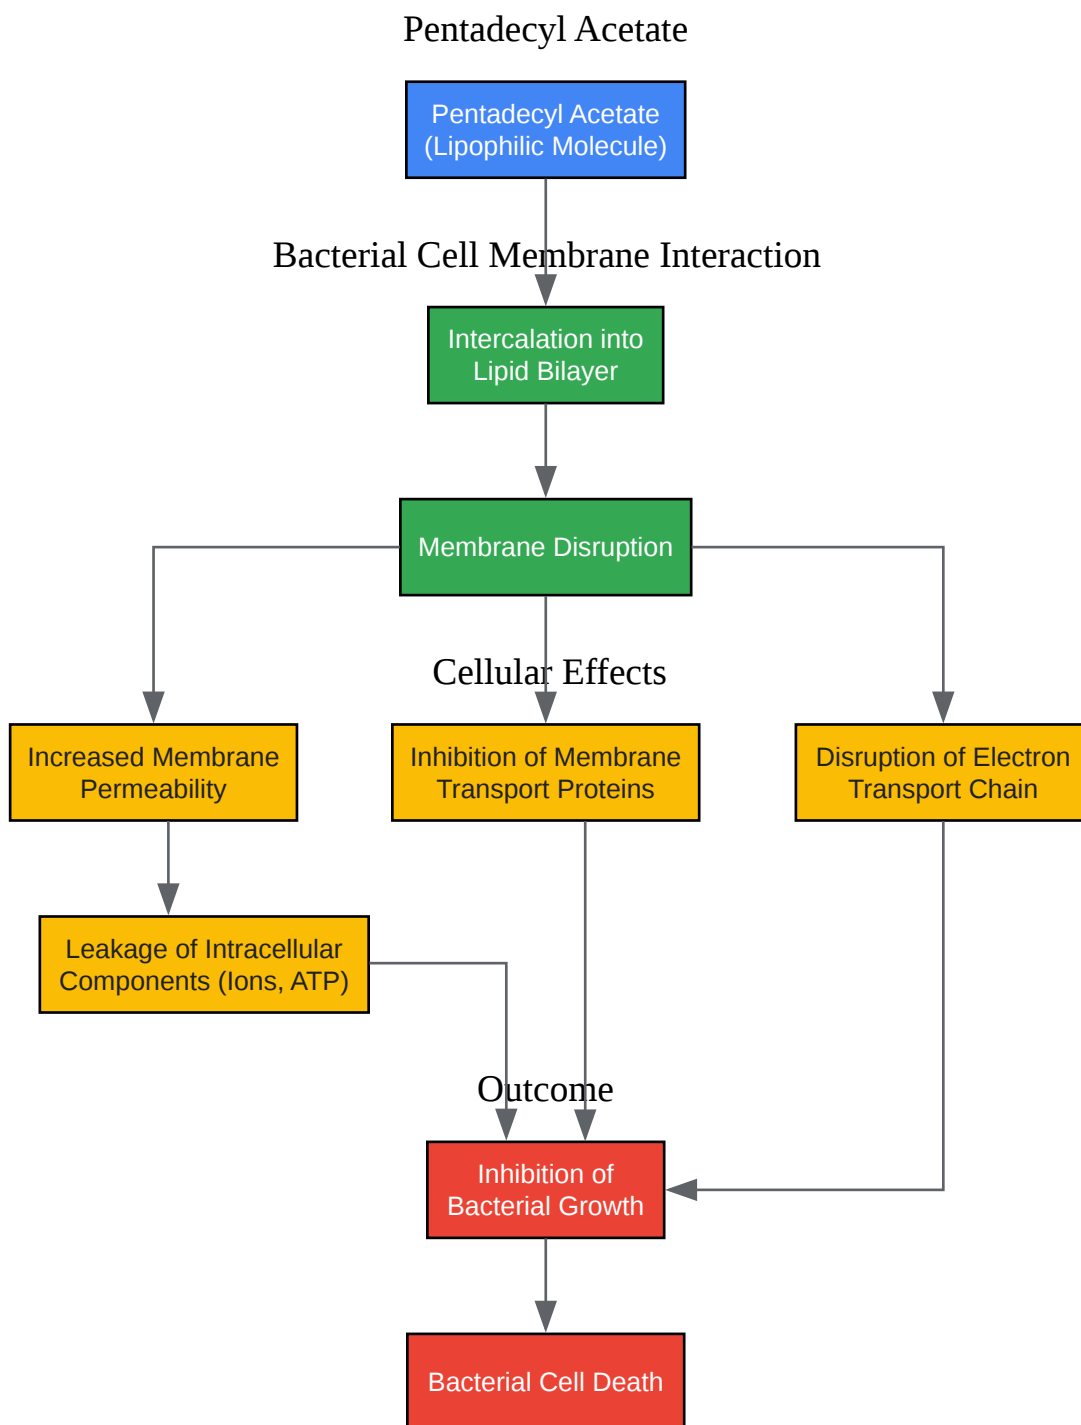 Pentadecyl Acetate
Pentadecyl Acetate
(Lipophilic Molecule)
Bacterial Cell Membrane Interaction
Intercalation into
Lipid Bilayer
Membrane Disruption
Cellular Effects
Increased Membrane
Permeability
Inhibition of Membrane
Transport Proteins
Disruption of Electron
Transport Chain
Leakage of Intracellular
Components (Ions, ATP)
Outcome
Inhibition of
Bacterial Growth
Bacterial Cell Death